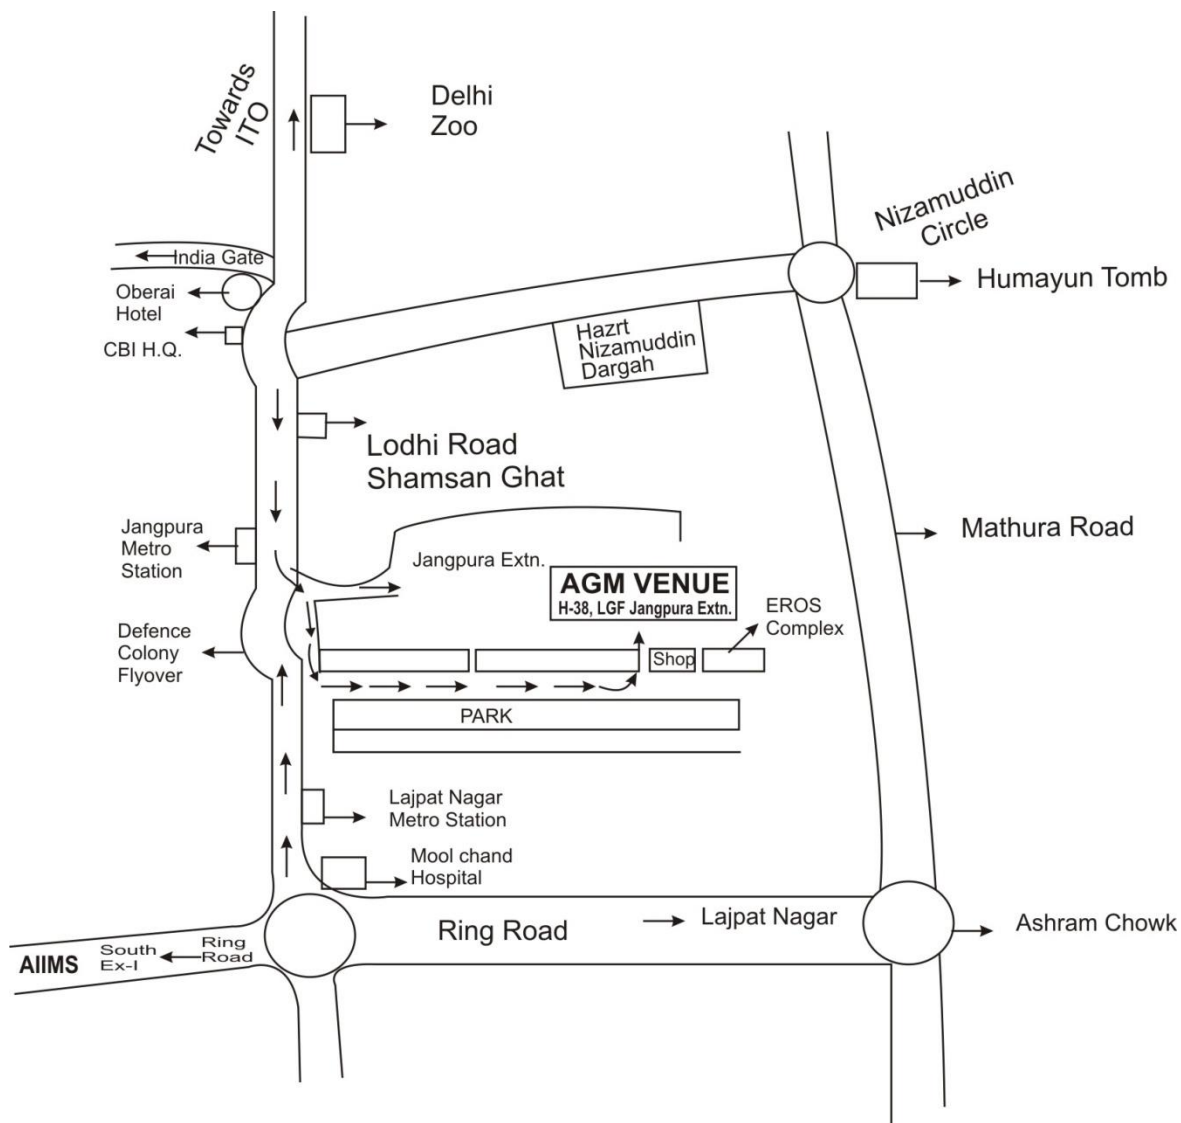 Towards
ITO
Delhi
Zoo
Nizamuddin
Circle
India Gate
Humayun Tomb
Oberai
Hotel
CBI H.Q.
Hazrt
Nizamuddin
Dargah
Lodhi Road
Shamsan Ghat
Jangpura
Metro
Station
Mathura Road
Jangpura Extn.
AGM VENUE
H-38, LGF Jangpura Extn.
EROS
Complex
Defence
Colony
Flyover
Shop
PARK
Lajpat Nagar
Metro Station
Mool chand
Hospital
Ring Road
Lajpat Nagar
Ashram Chowk
AIIMS
South
Ex-I
Ring
Road